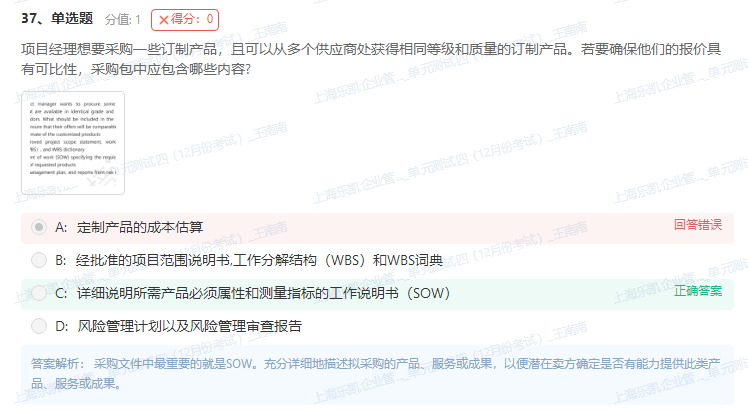 37、单选题 分值: 1 ×得分：0
项目经理想要采购一些订制产品，且可以从多个供应商处获得相同等级和质量的订制产品。若要确保他们的报价具
有可比性，采购包中应包含哪些内容?
ct manager wants to procure some
t are available in identical grade and
dors. What should be included in the
nsure that their offers will be comparable
mate of the customized products
roved project scope statement, work
BS) , and WBS dictionary
nt of work (SOW) specifying the requi
f requested products
anagement plan, and reports from risk r
A: 定制产品的成本估算 回答错误
B: 经批准的项目范围说明书,工作分解结构（WBS）和WBS词典
C: 详细说明所需产品必须属性和测量指标的工作说明书（SOW） 正确答案
D: 风险管理计划以及风险管理审查报告
答案解析： 采购文件中最重要的就是SOW。充分详细地描述拟采购的产品、服务或成果，以便潜在卖方确定是否有能力提供此类产
品、服务或成果。
上海乐凯企业管._单元测试四（12月份考试）_王南南